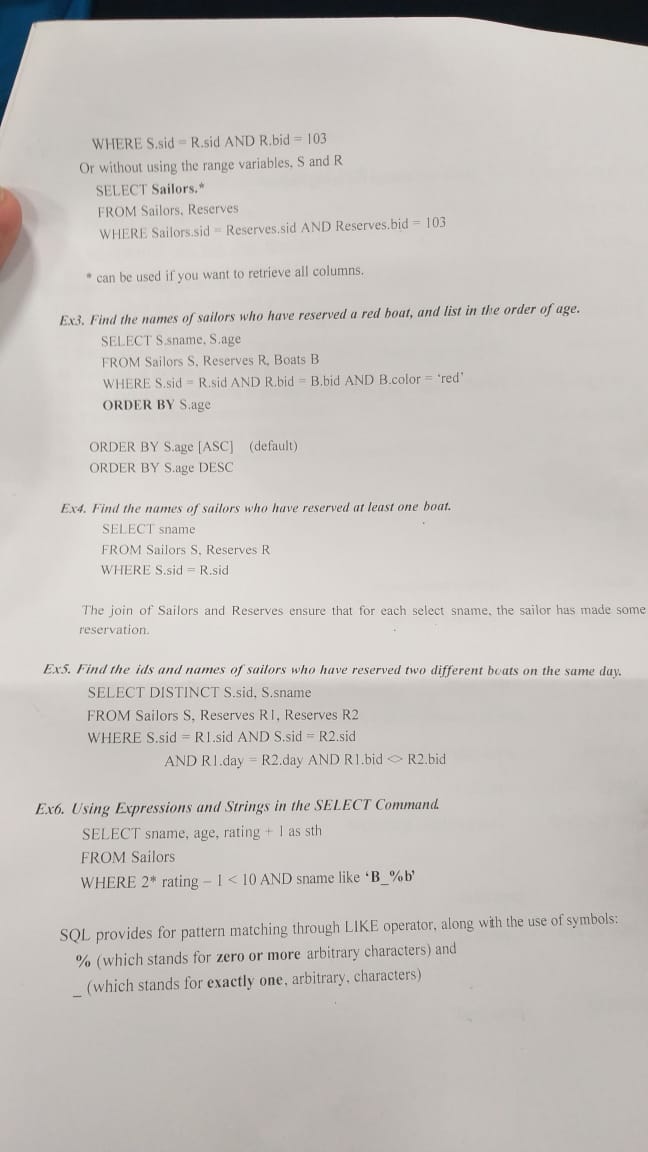 WHERE S.sid = R.sid AND R.bid = 103
Or without using the range variables, S and R
SELECT Sailors.*
FROM Sailors, Reserves
WHERE Sailors.sid = Reserves.sid AND Reserves.bid = 103
* can be used if you want to retrieve all columns.
Ex3. Find the names of sailors who have reserved a red boat, and list in the order of age.
SELECT S.sname, S.age
FROM Sailors S, Reserves R, Boats B
WHERE S.sid = R.sid AND R.bid = B.bid AND B.color = ‘red’
ORDER BY S.age
ORDER BY S.age [ASC] (default)
ORDER BY S.age DESC
Ex4. Find the names of sailors who have reserved at least one boat.
SELECT sname
FROM Sailors S, Reserves R
WHERE S.sid = R.sid
The join of Sailors and Reserves ensure that for each select sname, the sailor has made some
reservation.
Ex5. Find the ids and names of sailors who have reserved two different boats on the same day.
SELECT DISTINCT S.sid, S.sname
FROM Sailors S, Reserves R1, Reserves R2
WHERE S.sid = R1.sid AND S.sid = R2.sid
AND R1.day = R2.day AND R1.bid <> R2.bid
Ex6. Using Expressions and Strings in the SELECT Command.
SELECT sname, age, rating + 1 as sth
FROM Sailors
WHERE 2* rating – 1 < 10 AND sname like ‘B_%b’
SQL provides for pattern matching through LIKE operator, along with the use of symbols:
% (which stands for zero or more arbitrary characters) and
_ (which stands for exactly one, arbitrary, characters)